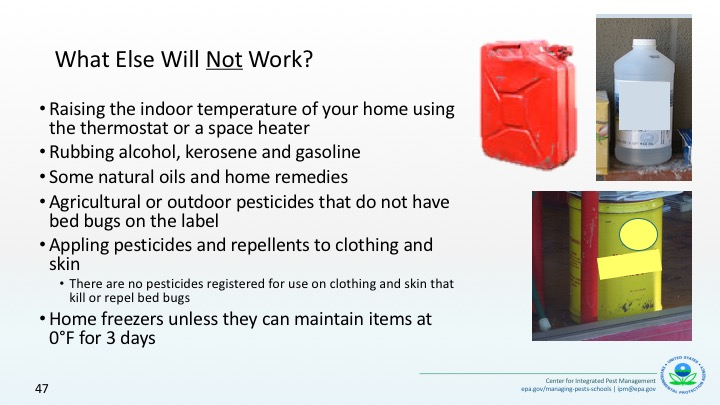 What Else Will Not Work?
• Raising the indoor temperature of your home using
the thermostat or a space heater
• Rubbing alcohol, kerosene and gasoline
• Some natural oils and home remedies
• Agricultural or outdoor pesticides that do not have
bed bugs on the label
• Appling pesticides and repellents to clothing and
skin
• There are no pesticides registered for use on clothing and skin that
kill or repel bed bugs
• Home freezers unless they can maintain items at
0°F for 3 days
47
Center for Integrated Pest Management
epa.gov/managing-pests-schools | ipm@epa.gov